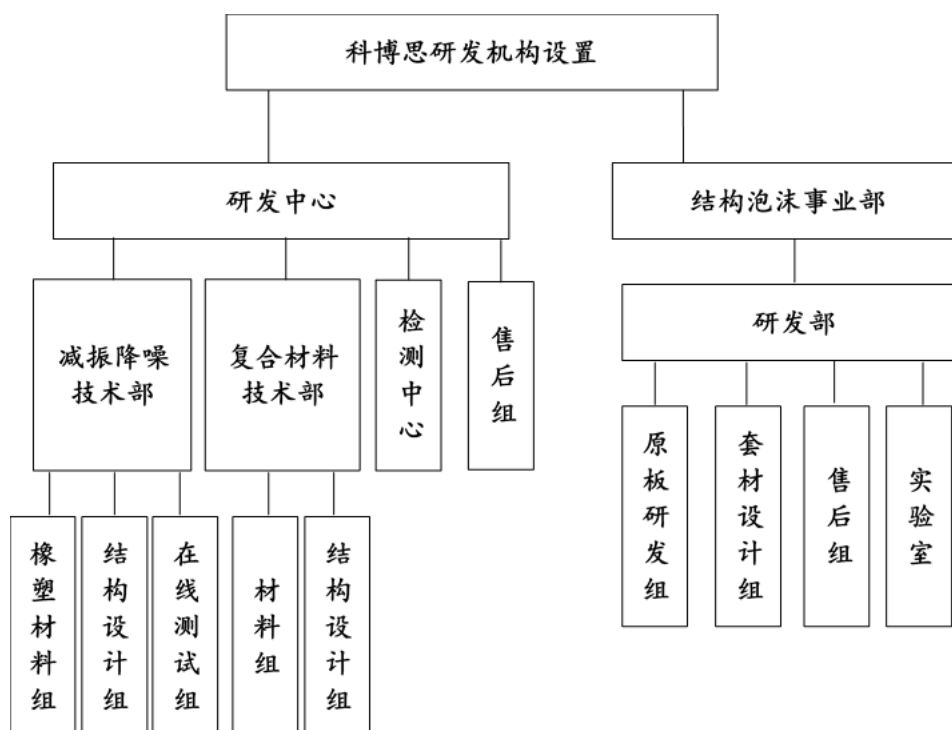 科博思研发机构设置
研发中心
结构泡沫事业部
减振降噪
技术部
复合材料
技术部
检测中心
售后组
研发部
原板研发组
套材设计组
售后组
实验室
橡塑材料组
结构设计组
在线测试组
材料组
结构设计组